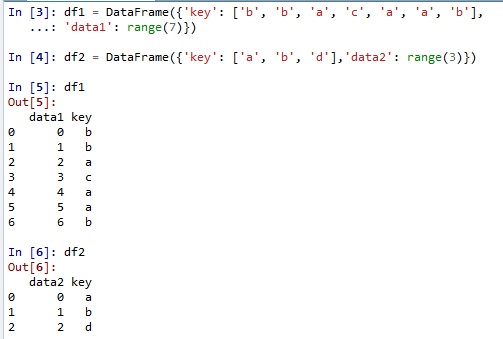 In [3]: df1 = DataFrame({'key': ['b', 'b', 'a', 'c', 'a', 'a', 'b'],
   ...: 'data1': range(7)})
In [4]: df2 = DataFrame({'key': ['a', 'b', 'd'],'data2': range(3)})
In [5]: df1
Out[5]:
   data1 key
0      0   b
1      1   b
2      2   a
3      3   c
4      4   a
5      5   a
6      6   b
In [6]: df2
Out[6]:
   data2 key
0      0   a
1      1   b
2      2   d